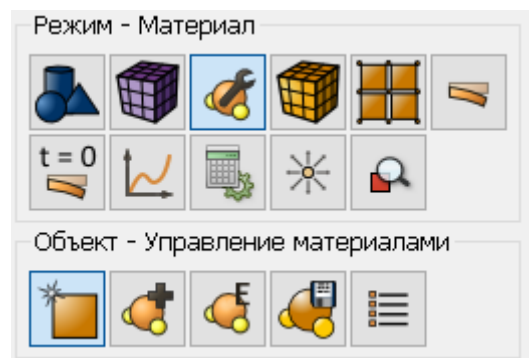 Режим - Материал
t = 0
Объект - Управление материалами
E